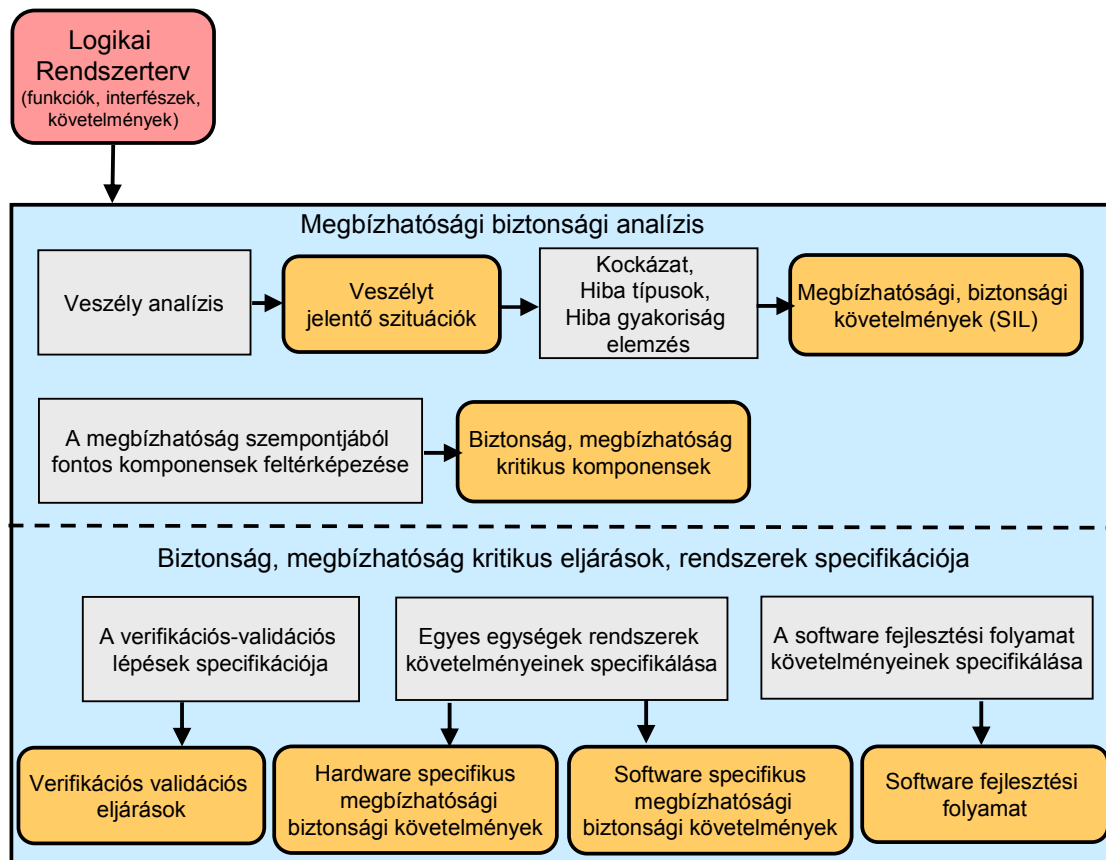 Logikai
Rendszerterv
(funkciók, interfészek,
követelmények)
Megbízhatósági biztonsági analízis
Veszély analízis
Veszélyt
jelentő szituációk
Kockázat,
Hiba típusok,
Hiba gyakoriság
elemzés
Megbízhatósági, biztonsági
követelmények (SIL)
A megbízhatóság szempontjából
fontos komponensek feltérképezése
Biztonság, megbízhatóság
kritikus komponensek
Biztonság, megbízhatóság kritikus eljárások, rendszerek specifikációja
A verifikációs-validációs
lépések specifikációja
Egyes egységek rendszerek
követelményeinek specifikálása
A software fejlesztési folyamat
követelményeinek specifikálása
Verifikációs validációs
eljárások
Hardware specifikus
megbízhatósági
biztonsági követelmények
Software specifikus
megbízhatósági
biztonsági követelmények
Software fejlesztési
folyamat